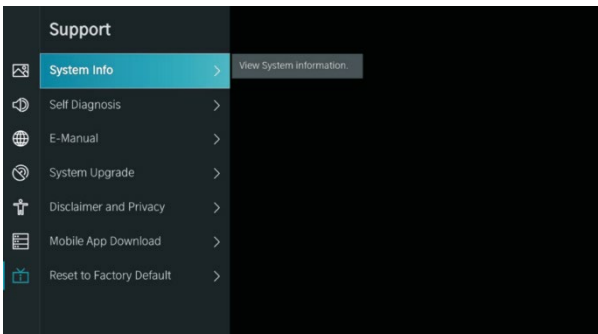 Support
System Info
View System information.
Self Diagnosis
E-Manual
System Upgrade
Disclaimer and Privacy
Mobile App Download
Reset to Factory Default